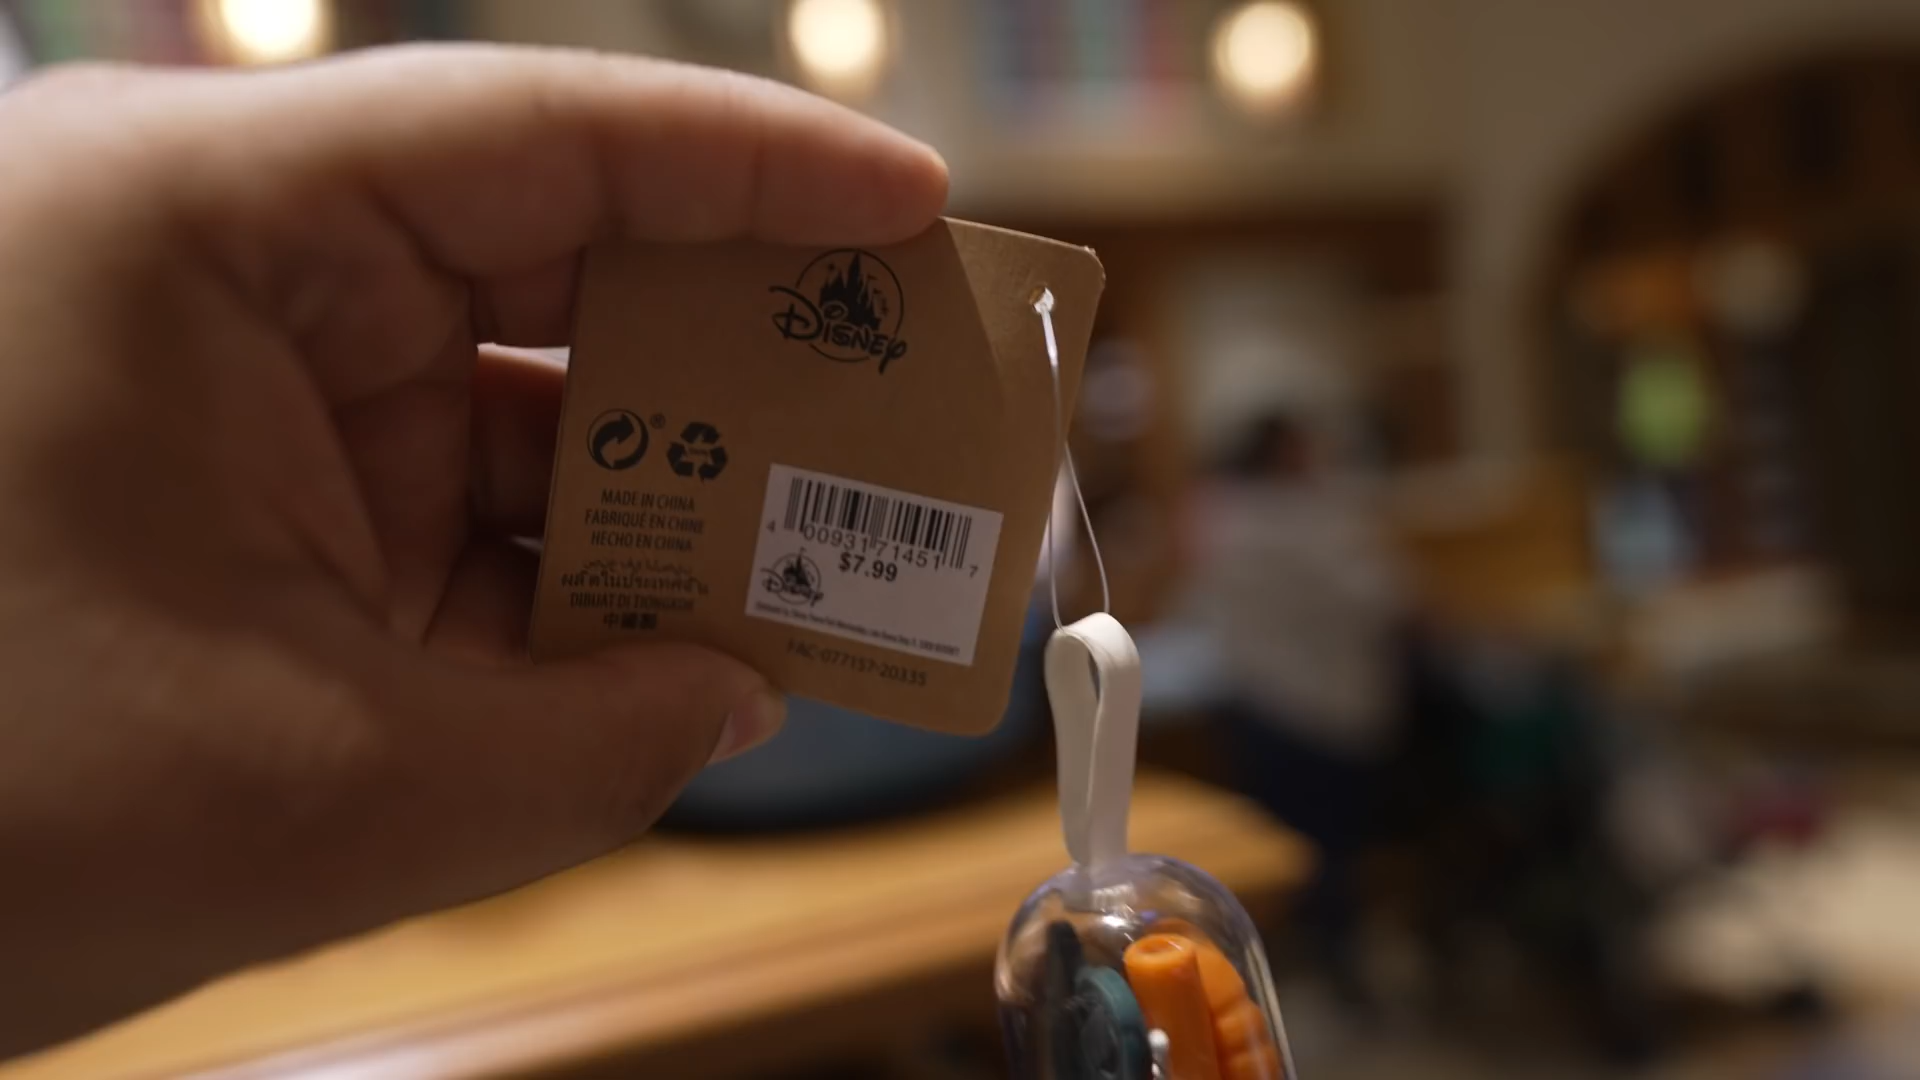 Disney
®
MADE IN CHINA
FABRIQUÉ EN CHINE
HECHO EN CHINA
ผลิตในประเทศจีน
DIBUAT DI TIONGKOK
中國製
4 00931 71451 7
$7.99
Disney
FAC-077157-20335